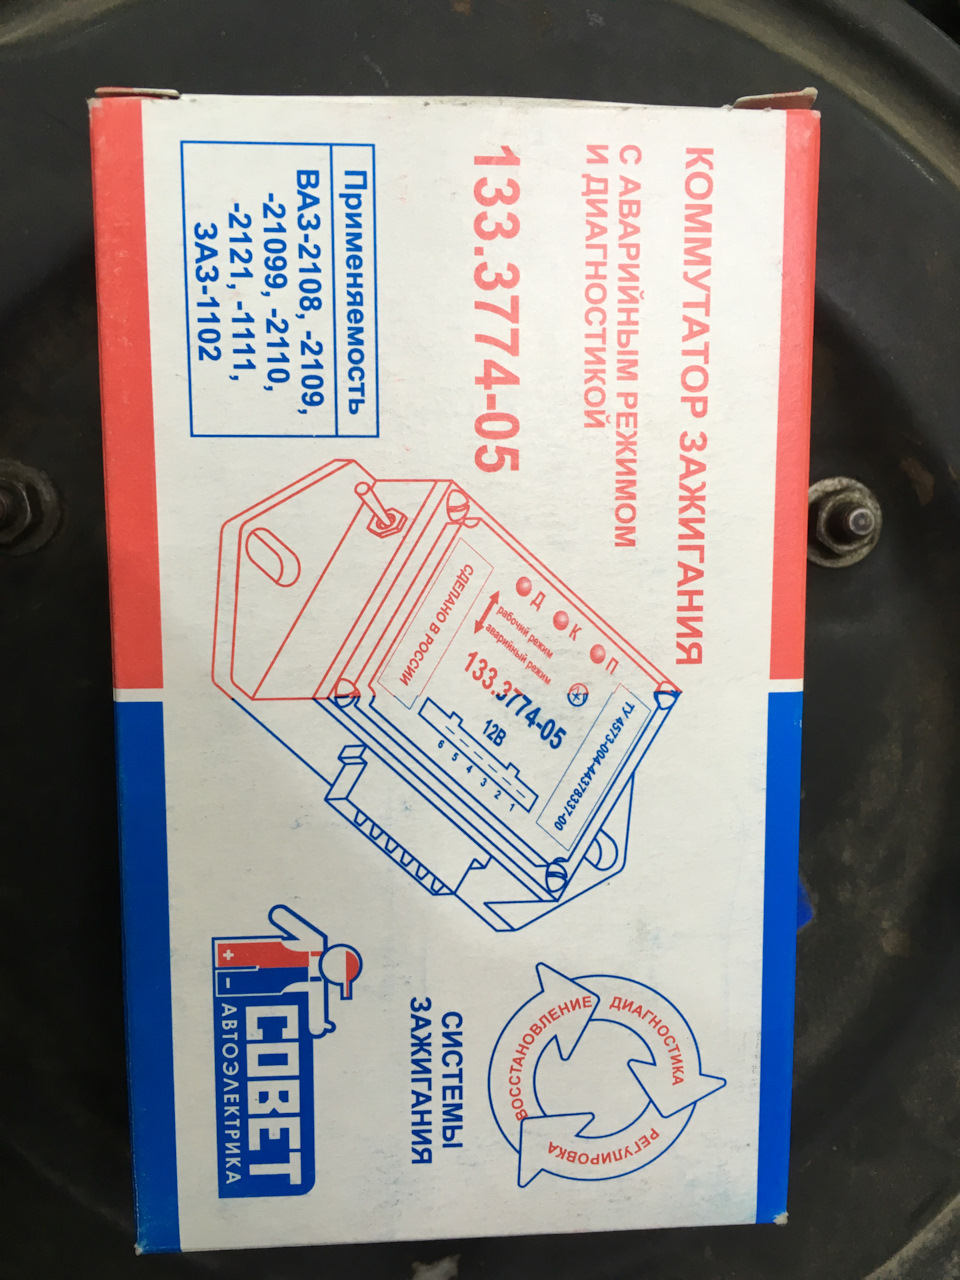 КОММУТАТОР ЗАЖИГАНИЯ
С АВАРИЙНЫМ РЕЖИМОМ
И ДИАГНОСТИКОЙ
133.3774-05
Применяемость
ВАЗ-2108, -2109,
-21099, -2110,
-2121, -1111,
ЗАЗ-1102
Д К П
рабочий режим
аварийный режим
СДЕЛАНО В РОССИИ
133.3774-05
12В
6 5 4 3 2 1
ТУ 4573-004-44378337-00
ДИАГНОСТИКА
РЕГУЛИРОВКА
ВОССТАНОВЛЕНИЕ
СИСТЕМЫ
ЗАЖИГАНИЯ
+ -
СОВЕТ
АВТОЭЛЕКТРИКА